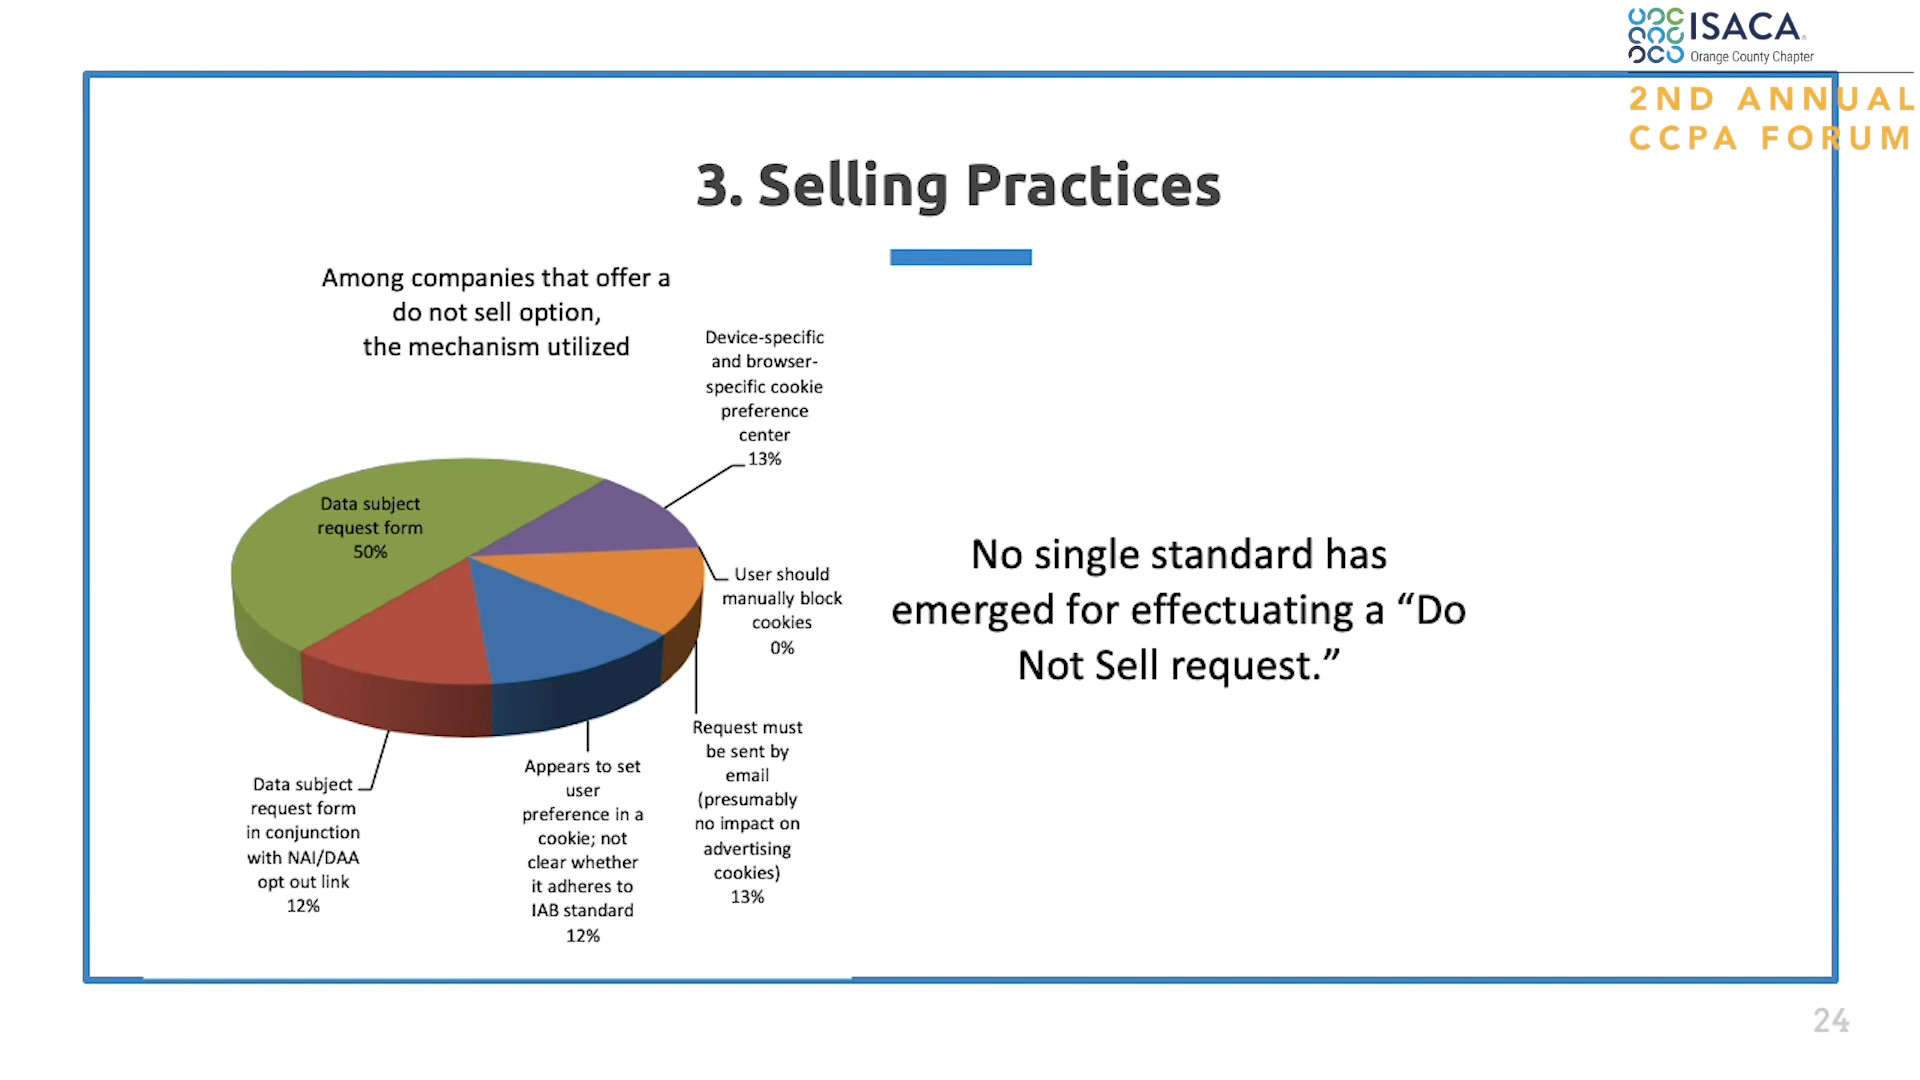 ISACA
Orange County Chapter
2ND ANNUAL
CCPA FORUM
3. Selling Practices
Among companies that offer a
do not sell option,
the mechanism utilized
Device-specific
and browser-
specific cookie
preference
center
13%
Data subject
request form
50%
User should
manually block
cookies
0%
No single standard has
emerged for effectuating a “Do
Not Sell request.”
Request must
be sent by
email
(presumably
no impact on
advertising
cookies)
13%
Appears to set
user
preference in a
cookie; not
clear whether
it adheres to
IAB standard
12%
Data subject
request form
in conjunction
with NAI/DAA
opt out link
12%
24